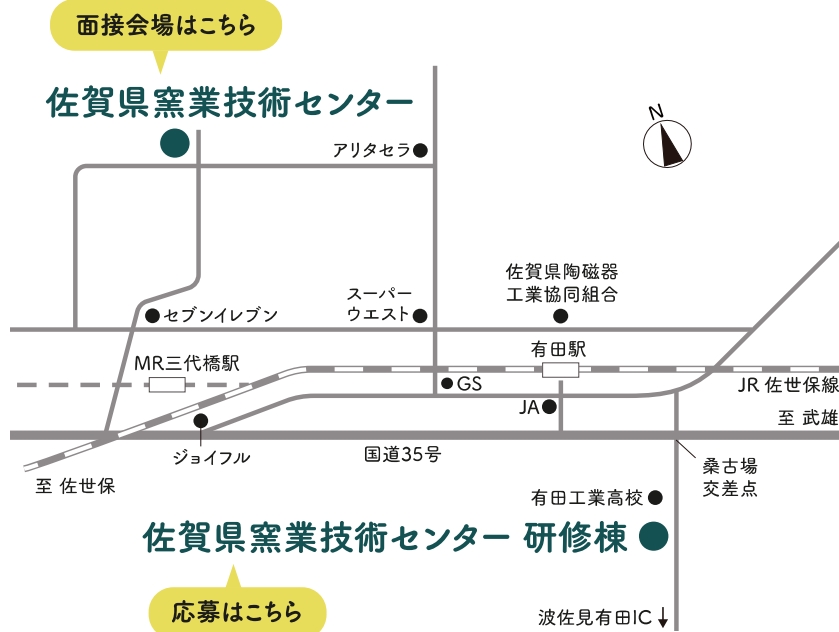 面接会場はこちら
佐賀県窯業技術センター
N
アリタセラ
佐賀県陶磁器
工業協同組合
スーパー
ウエスト
セブンイレブン
有田駅
MR三代橋駅
GS
JR 佐世保線
JA
至 武雄
ジョイフル
国道35号
桑古場
交差点
至 佐世保
有田工業高校
佐賀県窯業技術センター 研修棟
応募はこちら
波佐見有田IC↓